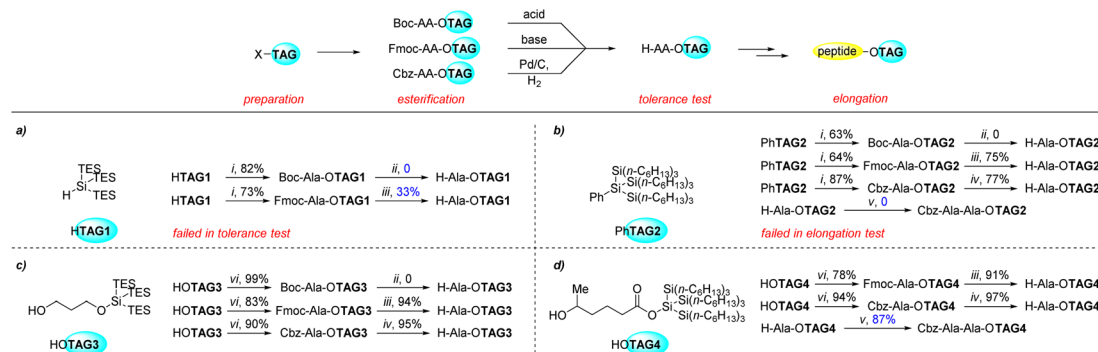 X–TAG
Boc-AA-OTAG
Fmoc-AA-OTAG
Cbz-AA-OTAG
acid
base
Pd/C,
H2
H-AA-OTAG
peptide–OTAG
preparation
esterification
tolerance test
elongation
a)
TES
TES
Si
H
TES
HTAG1
HTAG1 i, 82% Boc-Ala-OTAG1 ii, 0 H-Ala-OTAG1
HTAG1 i, 73% Fmoc-Ala-OTAG1 iii, 33% H-Ala-OTAG1
failed in tolerance test
b)
Si(n-C6H13)3
Si Si(n-C6H13)3
Ph Si(n-C6H13)3
PhTAG2
PhTAG2 i, 63% Boc-Ala-OTAG2 ii, 0 H-Ala-OTAG2
PhTAG2 i, 64% Fmoc-Ala-OTAG2 iii, 75% H-Ala-OTAG2
PhTAG2 i, 87% Cbz-Ala-OTAG2 iv, 77% H-Ala-OTAG2
H-Ala-OTAG2 v, 0 Cbz-Ala-Ala-OTAG2
failed in elongation test
c)
TES
Si TES
HO O TES
HOTAG3
HOTAG3 vi, 99% Boc-Ala-OTAG3 ii, 0 H-Ala-OTAG3
HOTAG3 vi, 83% Fmoc-Ala-OTAG3 iii, 94% H-Ala-OTAG3
HOTAG3 vi, 90% Cbz-Ala-OTAG3 iv, 95% H-Ala-OTAG3
d)
Me O Si(n-C6H13)3
Si Si(n-C6H13)3
HO O Si(n-C6H13)3
HOTAG4
HOTAG4 vi, 78% Fmoc-Ala-OTAG4 iii, 91% H-Ala-OTAG4
HOTAG4 vi, 94% Cbz-Ala-OTAG4 iv, 97% H-Ala-OTAG4
H-Ala-OTAG4 v, 87% Cbz-Ala-Ala-OTAG4